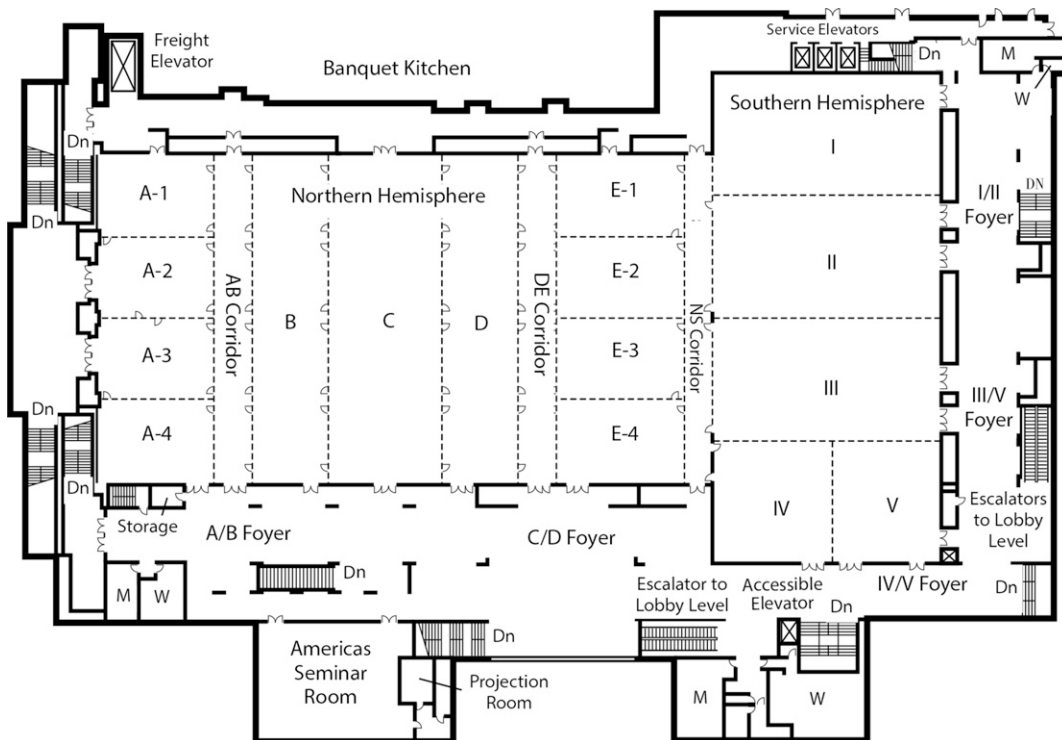 Freight
Elevator
Banquet Kitchen
Service Elevators
Dn
M
W
Southern Hemisphere
I
Dn
A-1
Northern Hemisphere
E-1
I/II
Foyer
DN
Dn
A-2
AB Corridor
B
C
D
DE Corridor
E-2
NS Corridor
II
A-3
E-3
III
III/V
Foyer
Dn
A-4
E-4
Dn
IV
V
Escalators
to Lobby
Level
Storage
A/B Foyer
C/D Foyer
M
W
Dn
Escalator to
Lobby Level
Accessible
Elevator
IV/V Foyer
Dn
Dn
Dn
Americas
Seminar
Room
Projection
Room
M
W